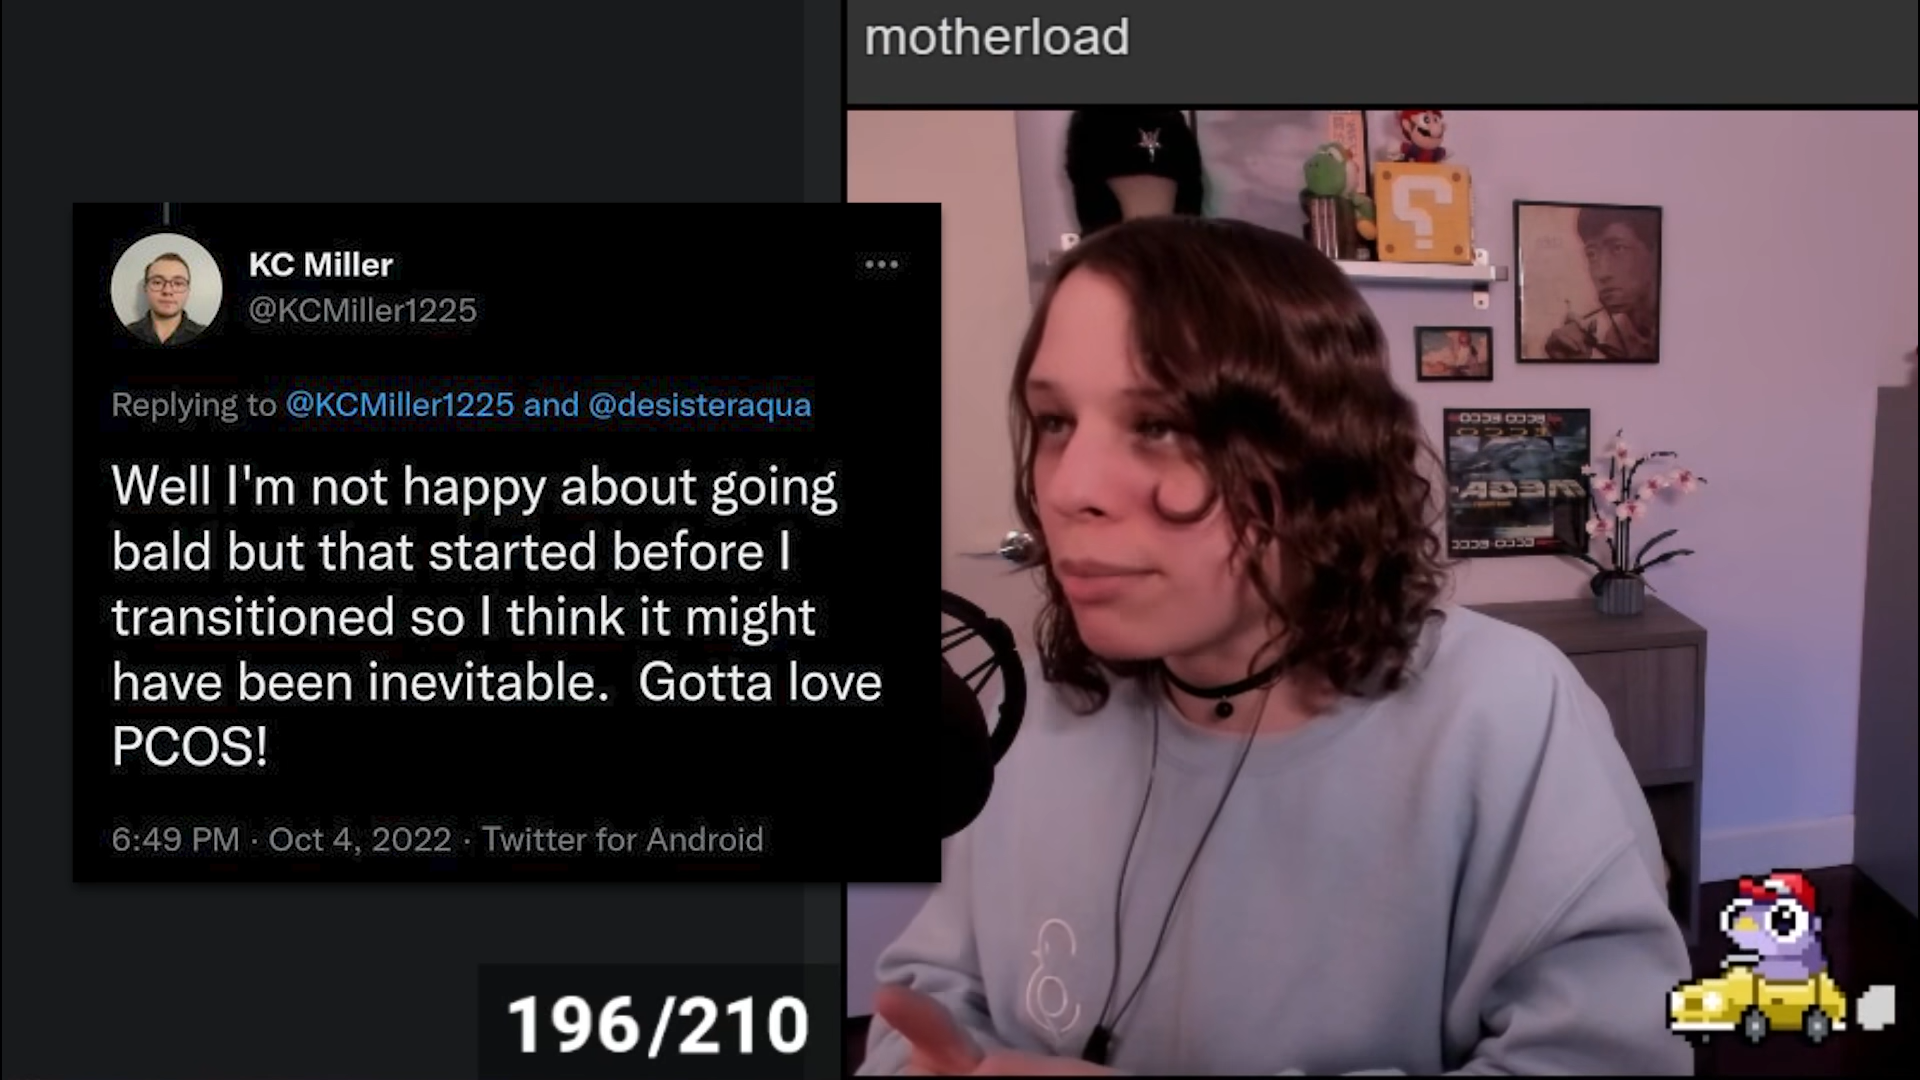 motherload
KC Miller
@KCMiller1225
Replying to @KCMiller1225 and @desisteraqua
Well I'm not happy about going
bald but that started before I
transitioned so I think it might
have been inevitable.  Gotta love
PCOS!
6:49 PM · Oct 4, 2022 · Twitter for Android
196/210